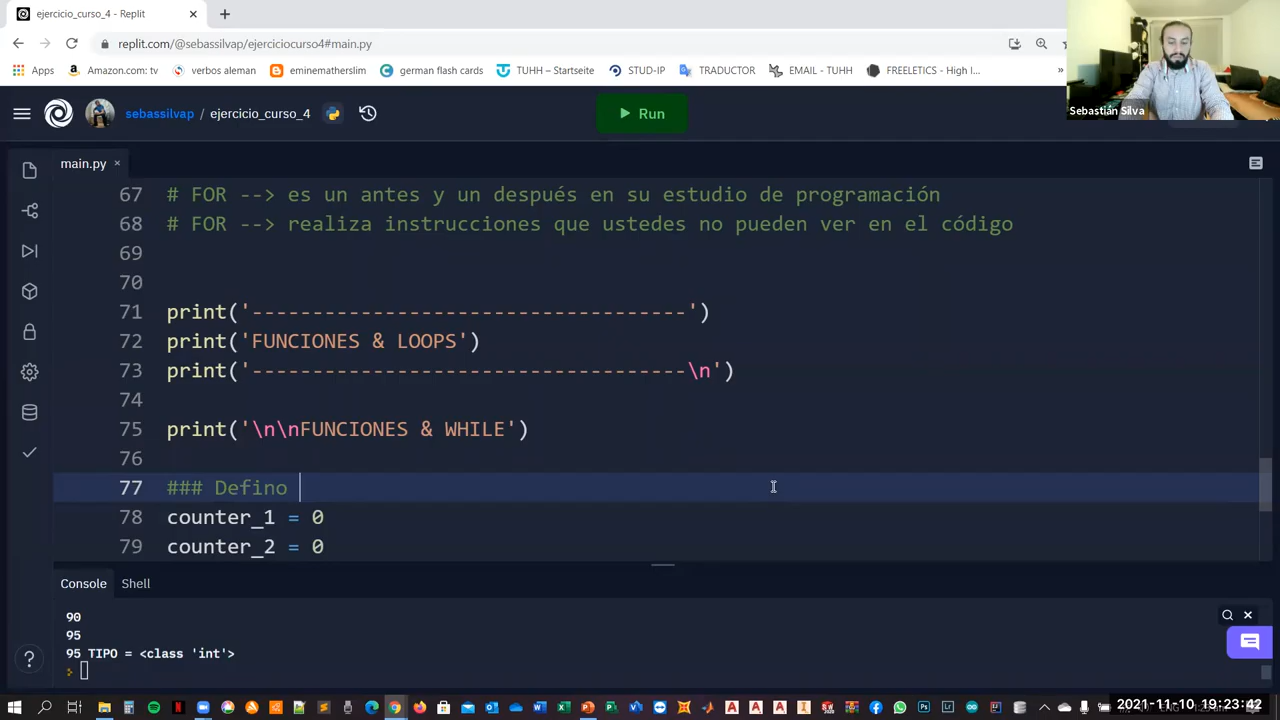 ejercicio_curso_4 - Replit
replit.com/@sebassilvap/ejerciciocurso4#main.py
Apps
Amazon.com: tv
verbos aleman
eminematherslim
german flash cards
TUHH – Startseite
STUD-IP
TRADUCTOR
EMAIL - TUHH
FREELETICS - High I...
»
Sebastián Silva
sebassilvap / ejercicio_curso_4
Run
main.py
67 # FOR --> es un antes y un después en su estudio de programación
68 # FOR --> realiza instrucciones que ustedes no pueden ver en el código
69
70
71 print('------------------------------------')
72 print('FUNCIONES & LOOPS')
73 print('------------------------------------\n')
74
75 print('\n\nFUNCIONES & WHILE')
76
77 ### Defino
78 counter_1 = 0
79 counter_2 = 0
Console
Shell
90
95
95 TIPO = <class 'int'>
2021-11-10 19:23:42